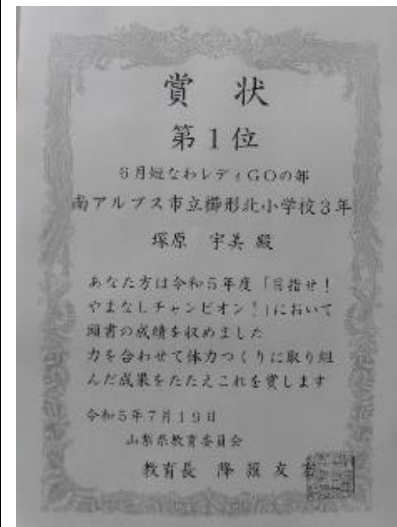 賞状
第1位
6月短なわレディGOの部
南アルプス市立櫛形北小学校3年
塚原 宇美 殿
あなた方は令和5年度「目指せ!
やまなしチャンピオン!」において
頭書の成績を収めました
力を合わせて体力つくりに取り組
んだ成果をたたえこれを賞します
令和5年7月19日
山梨県教育委員会
教育長 降籏友宏